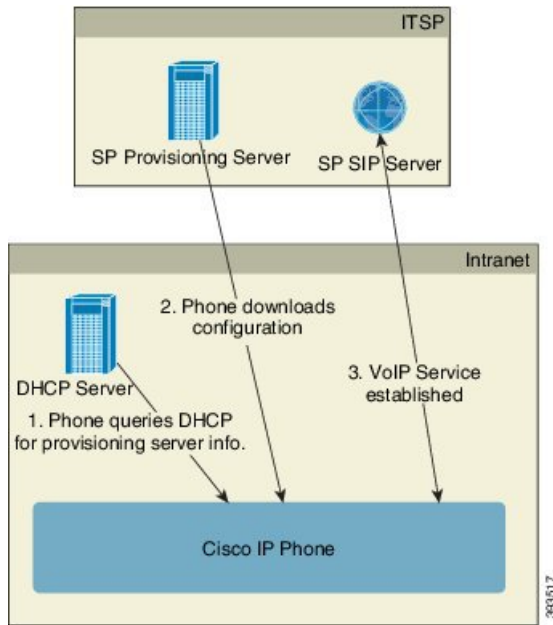 ITSP
SP Provisioning Server
SP SIP Server
Intranet
DHCP Server
2. Phone downloads
configuration
3. VoIP Service
established
1. Phone queries DHCP
for provisioning server info.
Cisco IP Phone
393517